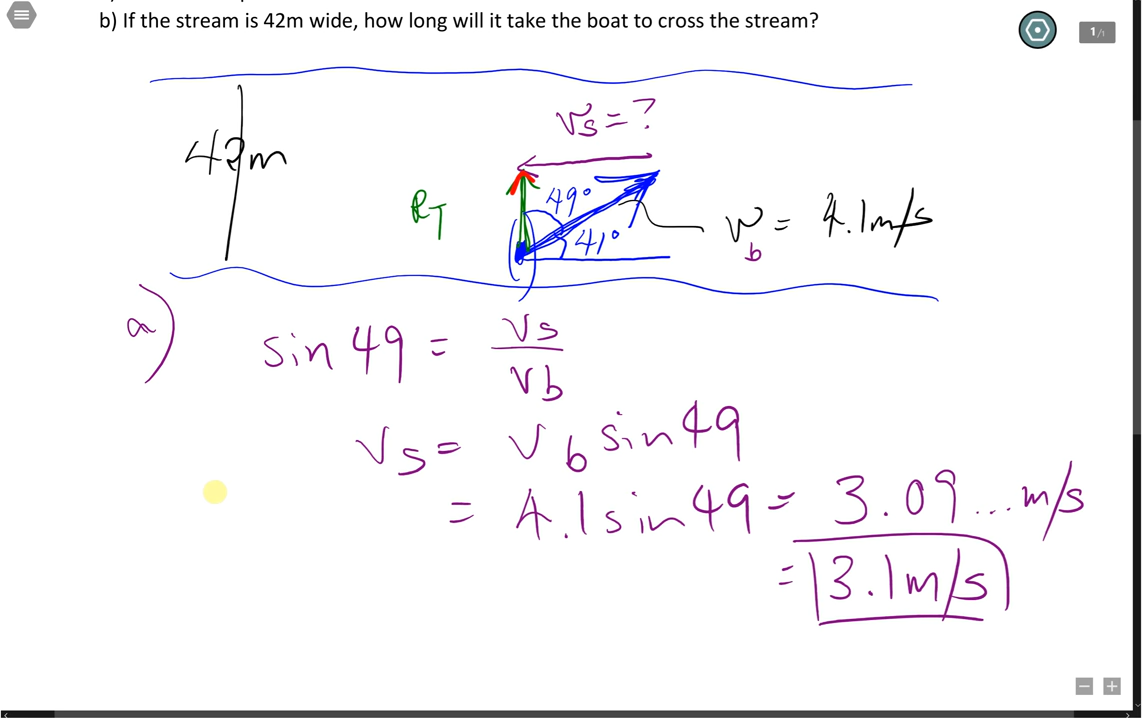 b) If the stream is 42m wide, how long will it take the boat to cross the stream?
1/1
vs = ?
42m
49°
RT
41°
Vb = 4.1m/s
a)
sin 49 = vs/vb
vs = vb sin 49
= 4.1 sin 49 = 3.09... m/s
= 3.1 m/s